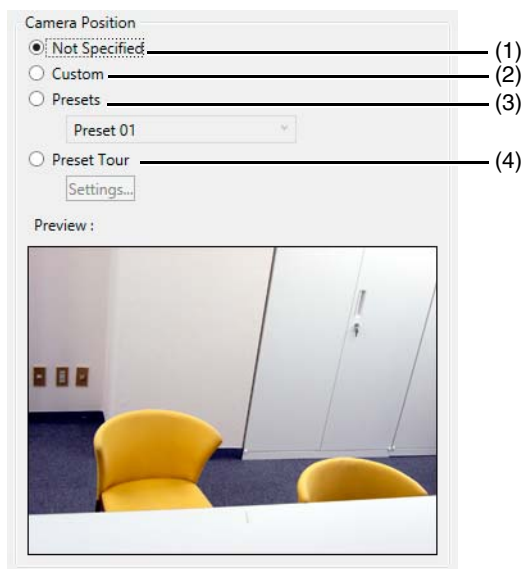 Camera Position
Not Specified (1)
Custom (2)
Presets (3)
Preset 01
Preset Tour (4)
Settings...
Preview :